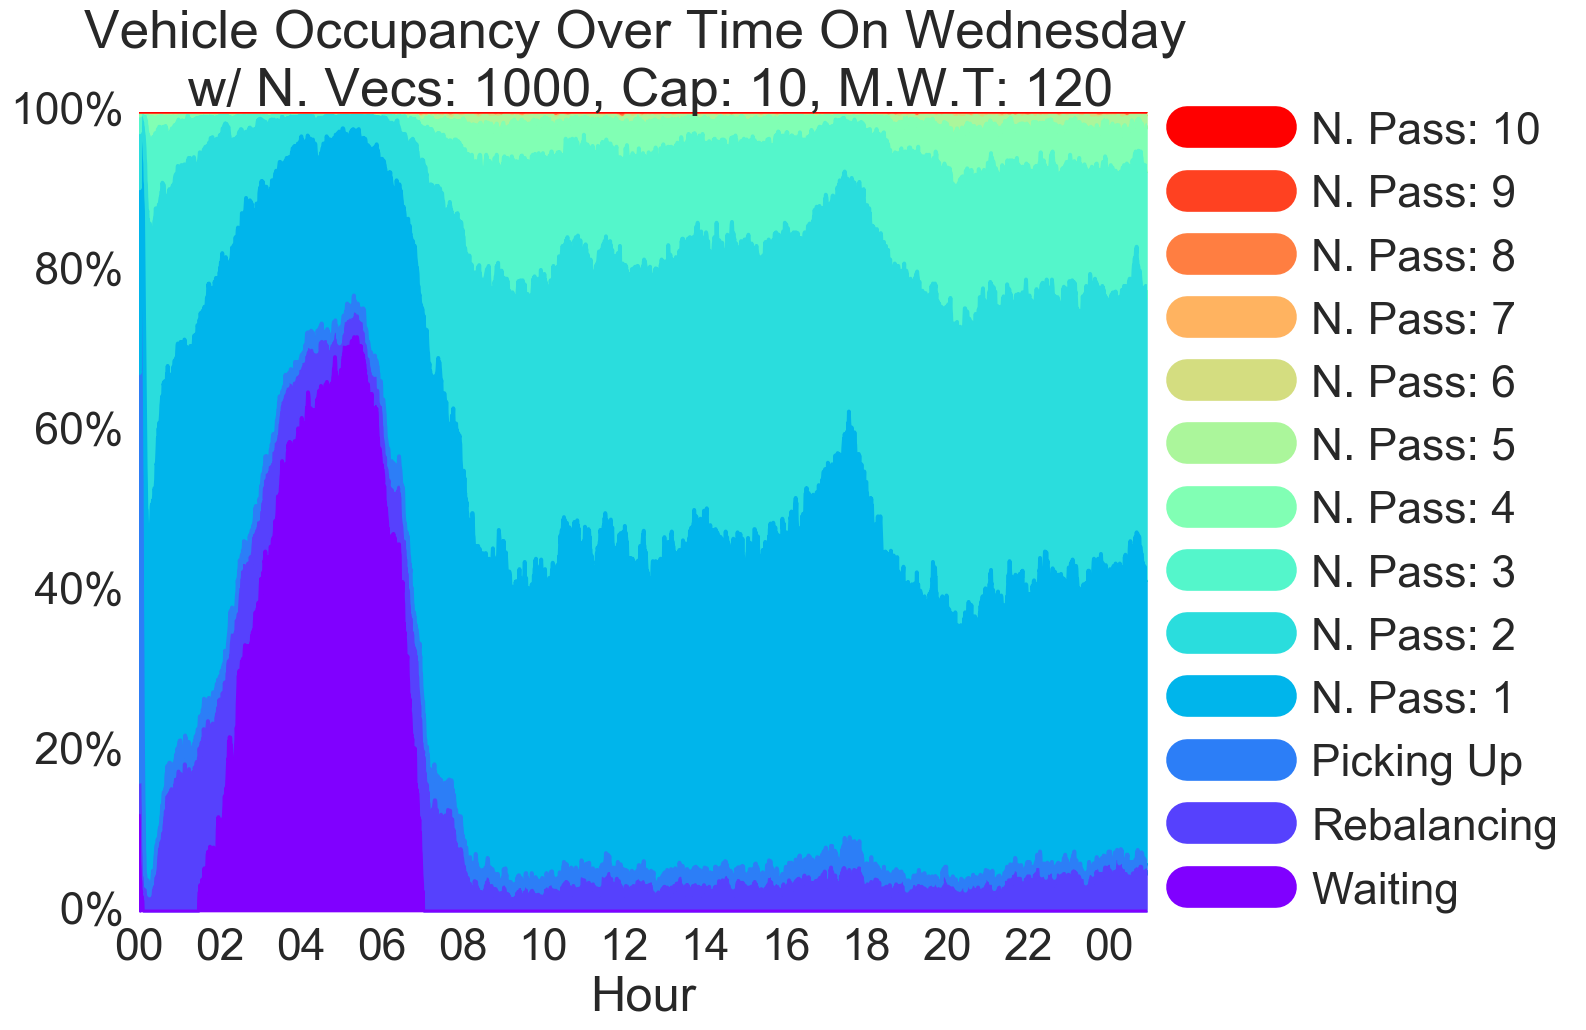 Vehicle Occupancy Over Time On Wednesday
w/ N. Vecs: 1000, Cap: 10, M.W.T: 120
100%
80%
60%
40%
20%
0%
00 02 04 06 08 10 12 14 16 18 20 22 00
Hour
N. Pass: 10
N. Pass: 9
N. Pass: 8
N. Pass: 7
N. Pass: 6
N. Pass: 5
N. Pass: 4
N. Pass: 3
N. Pass: 2
N. Pass: 1
Picking Up
Rebalancing
Waiting